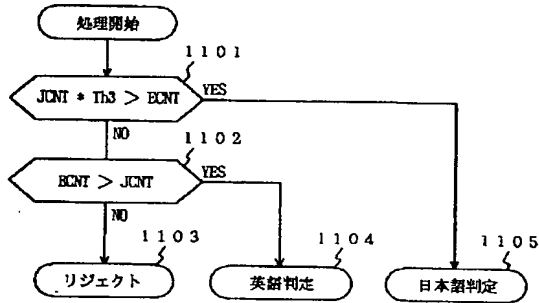 処理開始
1101
JCNT * Th3 > ECNT
YES
NO
1102
ECNT > JCNT
YES
NO
1103
リジェクト
1104
英語判定
1105
日本語判定